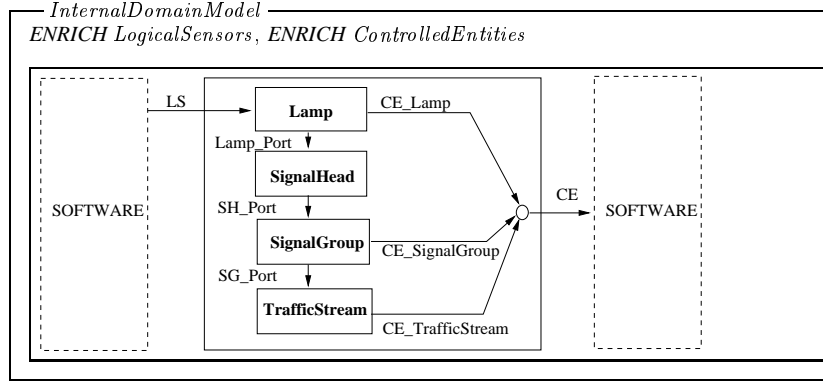 InternalDomainModel
ENRICH LogicalSensors, ENRICH ControlledEntities
LS
Lamp
CE_Lamp
Lamp_Port
SignalHead
CE
SOFTWARE
SH_Port
SOFTWARE
SignalGroup
CE_SignalGroup
SG_Port
TrafficStream
CE_TrafficStream